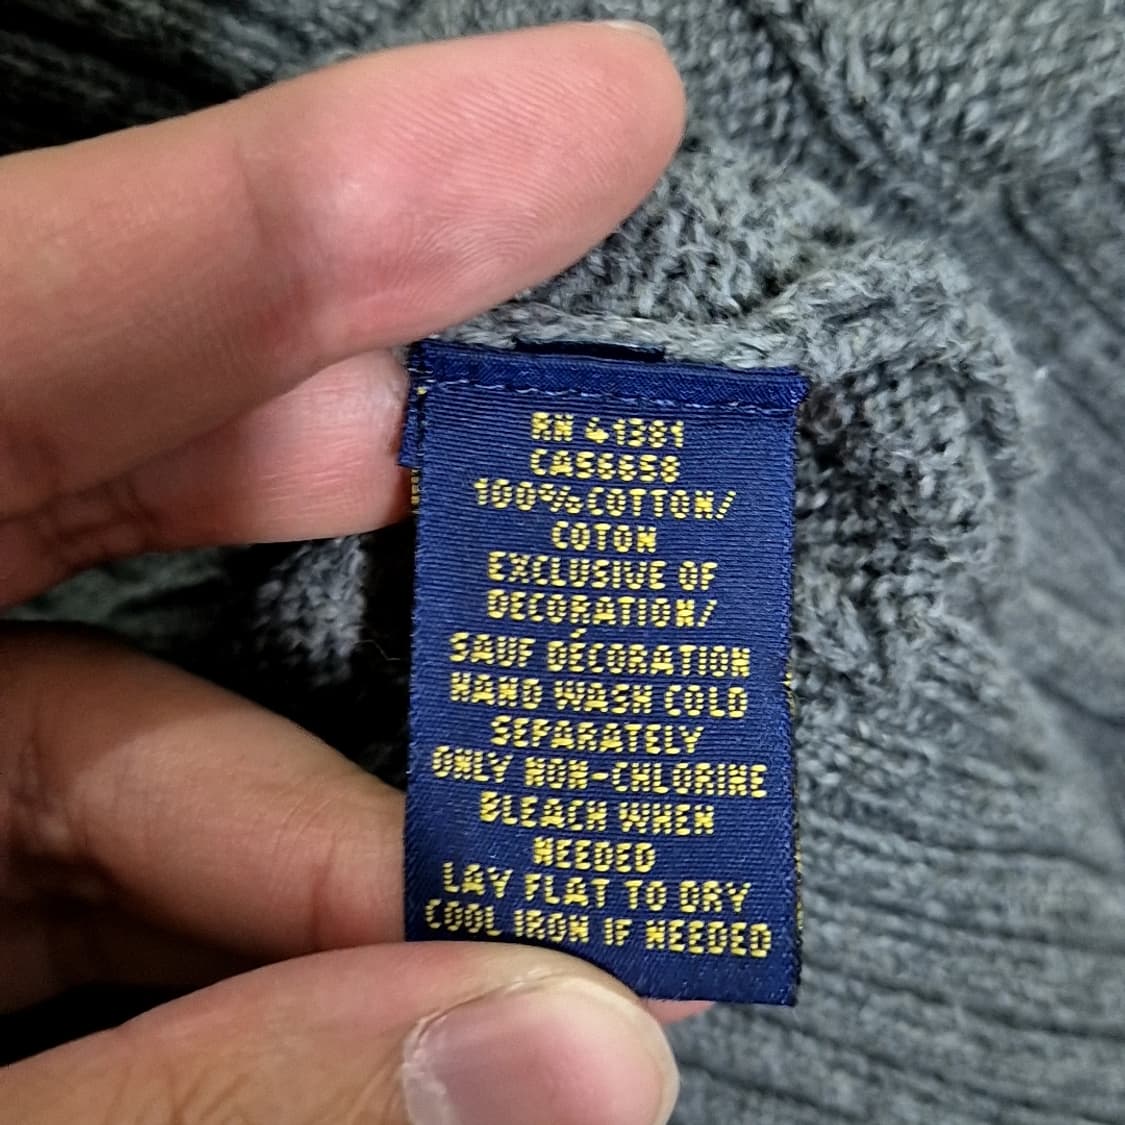 RN 41381
CA56658
100%COTTON/
COTON
EXCLUSIVE OF
DECORATION/
SAUF DÉCORATION
HAND WASH COLD
SEPARATELY
ONLY NON-CHLORINE
BLEACH WHEN
NEEDED
LAY FLAT TO DRY
COOL IRON IF NEEDED